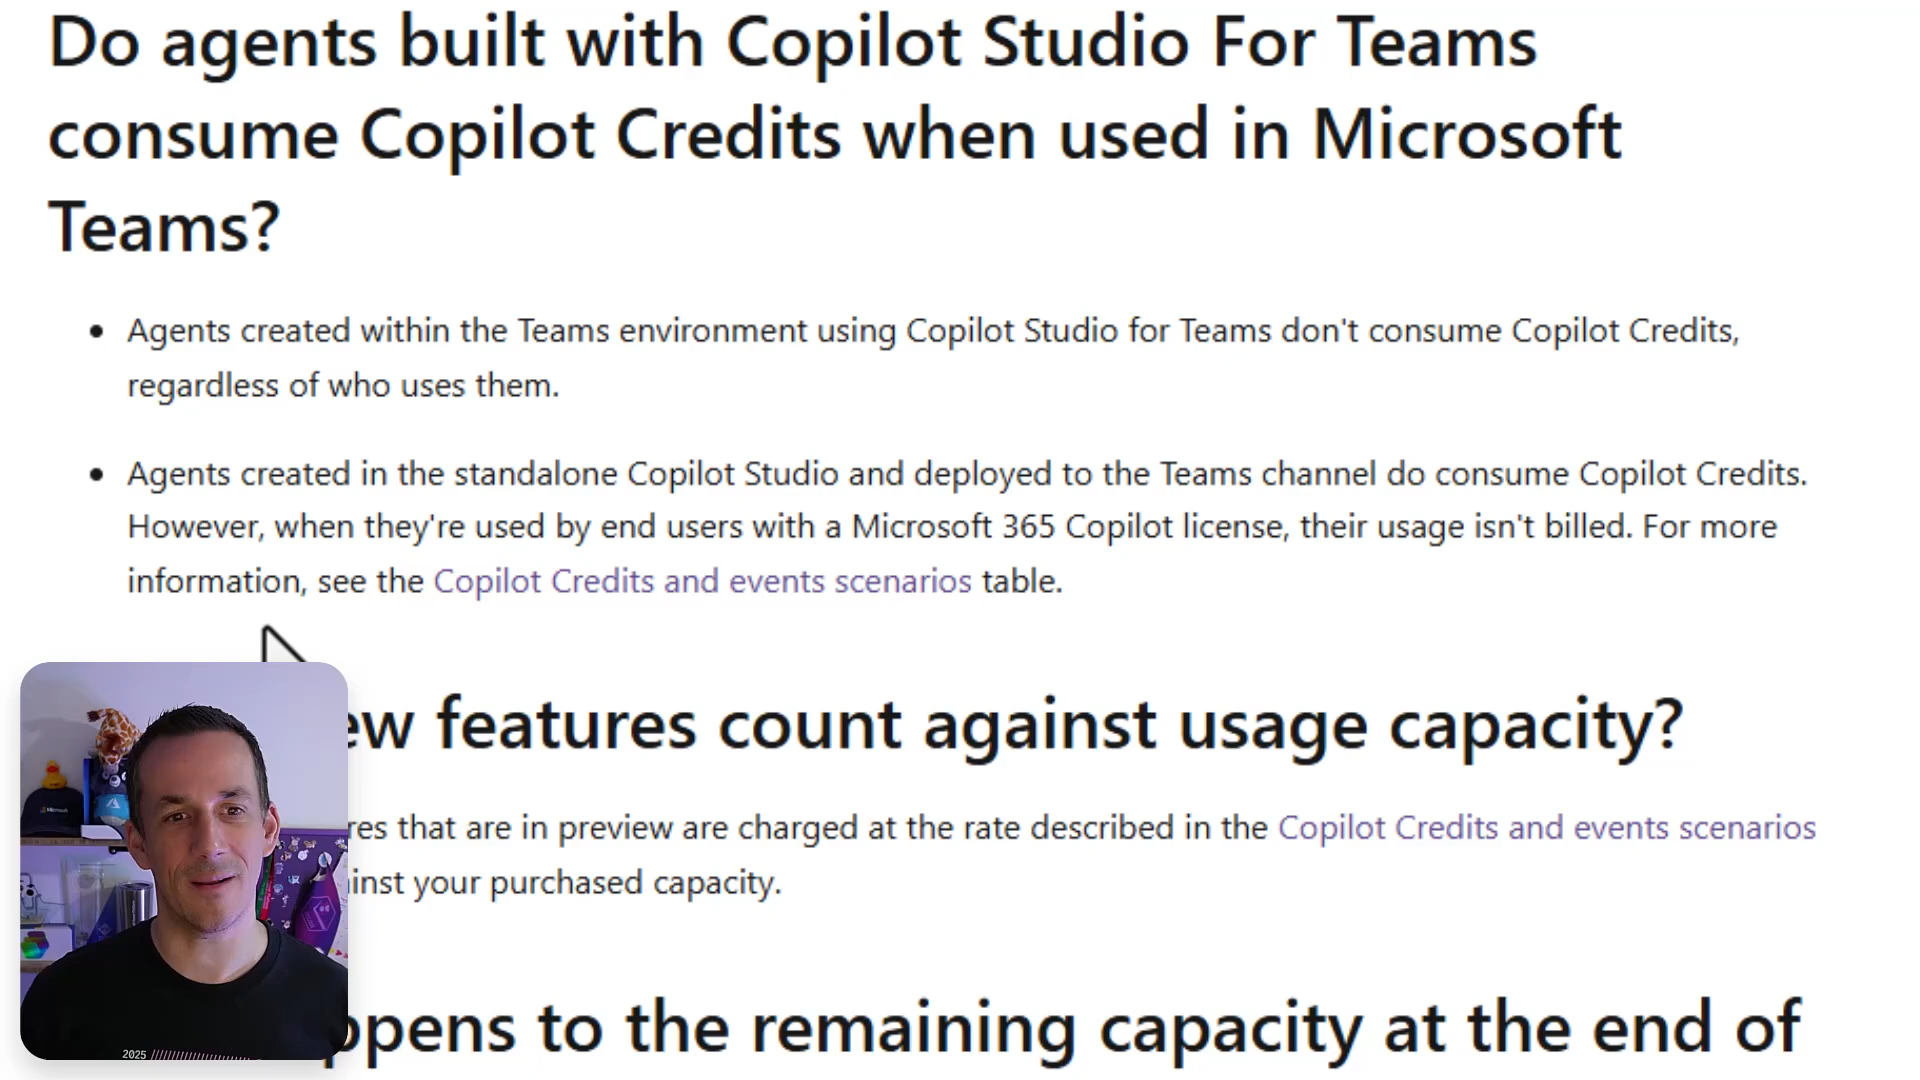 Do agents built with Copilot Studio For Teams
consume Copilot Credits when used in Microsoft
Teams?
Agents created within the Teams environment using Copilot Studio for Teams don't consume Copilot Credits,
regardless of who uses them.
Agents created in the standalone Copilot Studio and deployed to the Teams channel do consume Copilot Credits.
However, when they're used by end users with a Microsoft 365 Copilot license, their usage isn't billed. For more
information, see the Copilot Credits and events scenarios table.
ew features count against usage capacity?
res that are in preview are charged at the rate described in the Copilot Credits and events scenarios
inst your purchased capacity.
ppens to the remaining capacity at the end of
Microsoft
2025